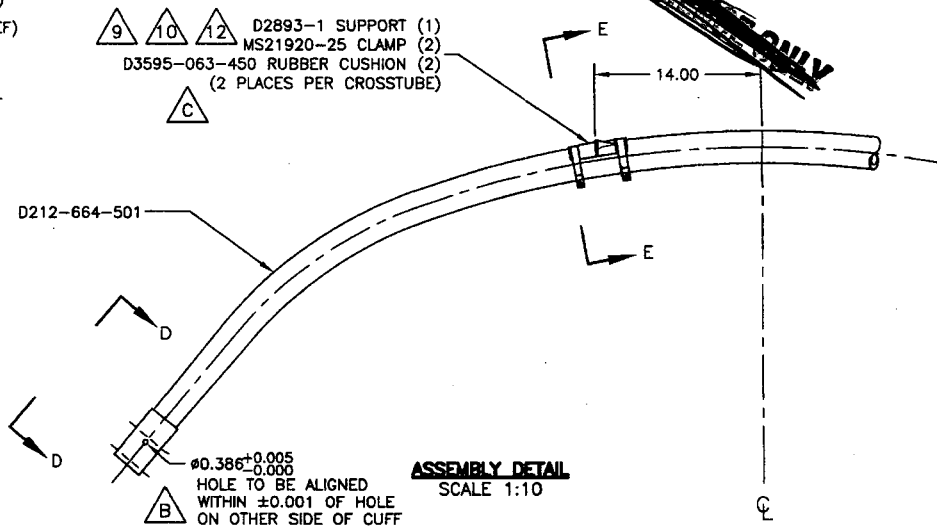 EF)
9 10 12 D2893-1 SUPPORT (1)
MS21920-25 CLAMP (2)
D3595-063-450 RUBBER CUSHION (2)
(2 PLACES PER CROSSTUBE)
C
E
14.00
ONLY
D212-664-501
E
D
D
ø0.386+0.005
-0.000
HOLE TO BE ALIGNED
B WITHIN ±0.001 OF HOLE
ON OTHER SIDE OF CUFF
ASSEMBLY DETAIL
SCALE 1:10
℄